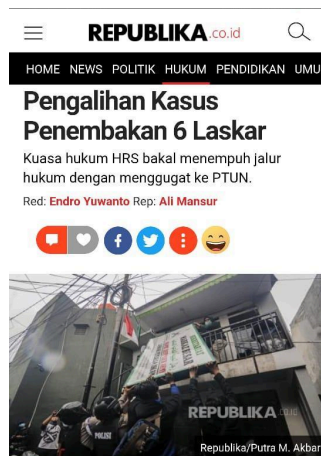 REPUBLIKA.co.id
HOME NEWS POLITIK HUKUM PENDIDIKAN UMU
Pengalihan Kasus
Penembakan 6 Laskar
Kuasa hukum HRS bakal menempuh jalur
hukum dengan menggugat ke PTUN.
Red: Endro Yuwanto Rep: Ali Mansur
POLISI
REPUBLIKA.co.id
Republika/Putra M. Akbar